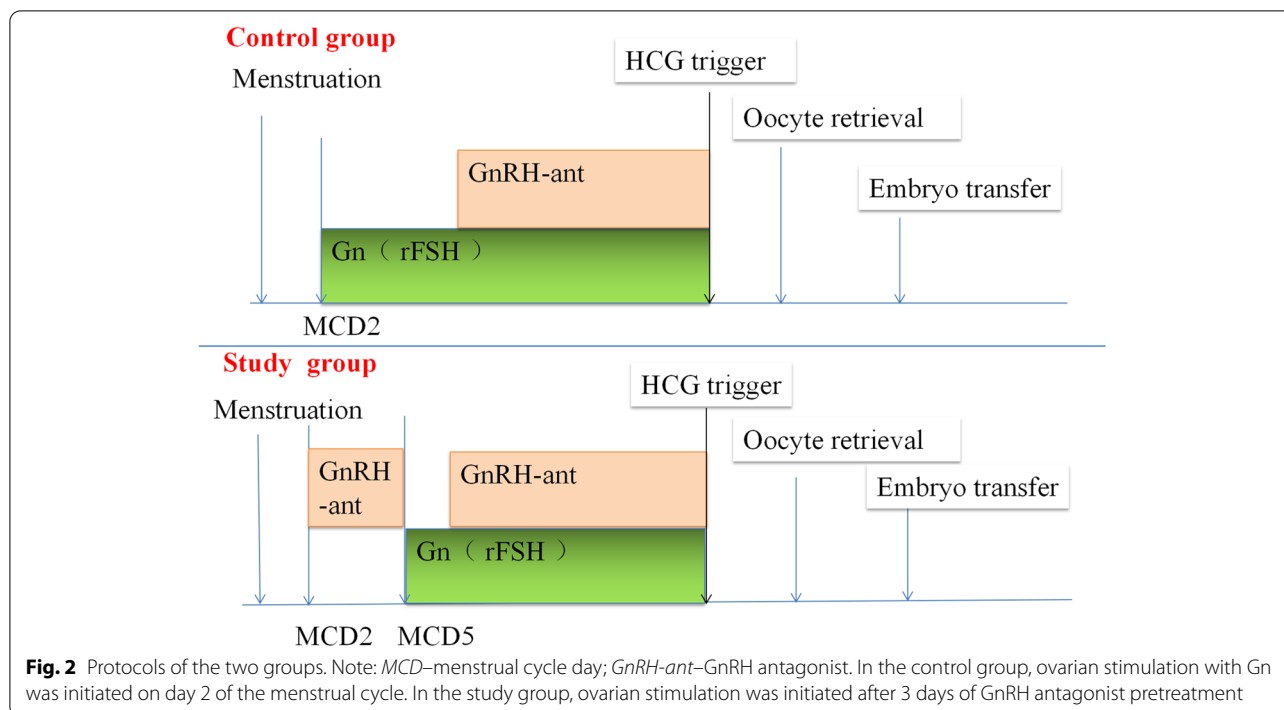 Control group
Menstruation
HCG trigger
Oocyte retrieval
GnRH-ant
Embryo transfer
Gn（ rFSH ）
MCD2
Study group
Menstruation
HCG trigger
Oocyte retrieval
GnRH
-ant
GnRH-ant
Embryo transfer
Gn（ rFSH ）
MCD2
MCD5
Fig. 2 Protocols of the two groups. Note: MCD–menstrual cycle day; GnRH-ant–GnRH antagonist. In the control group, ovarian stimulation with Gn
was initiated on day 2 of the menstrual cycle. In the study group, ovarian stimulation was initiated after 3 days of GnRH antagonist pretreatment